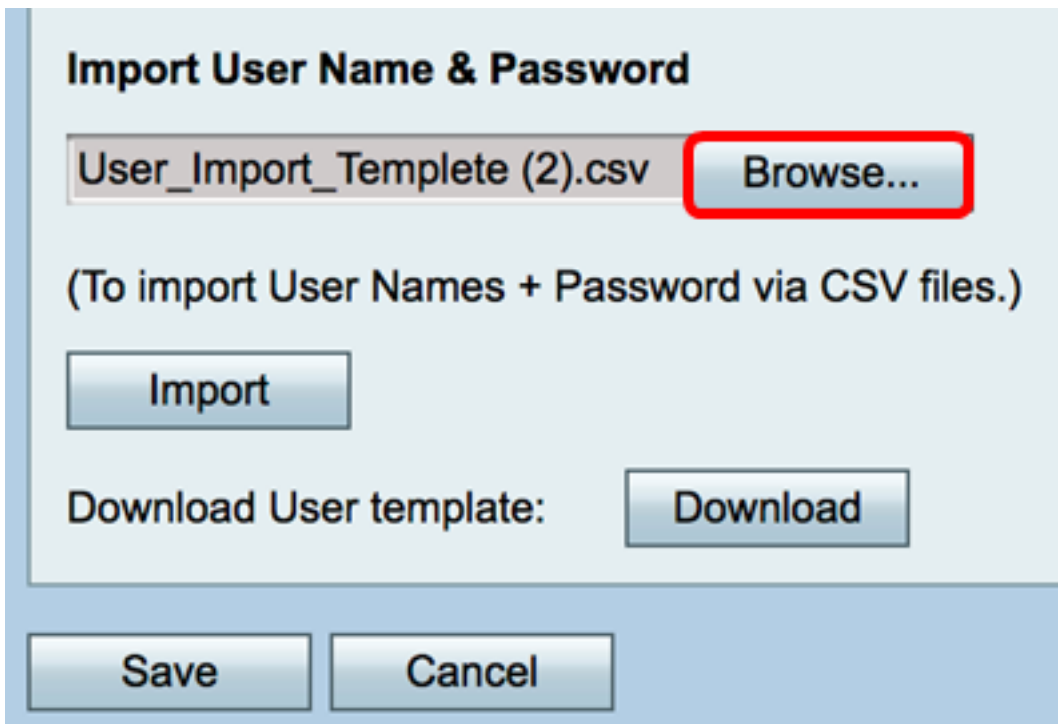 Import User Name & Password
User_Import_Templete (2).csv Browse...
(To import User Names + Password via CSV files.)
Import
Download User template: Download
Save Cancel